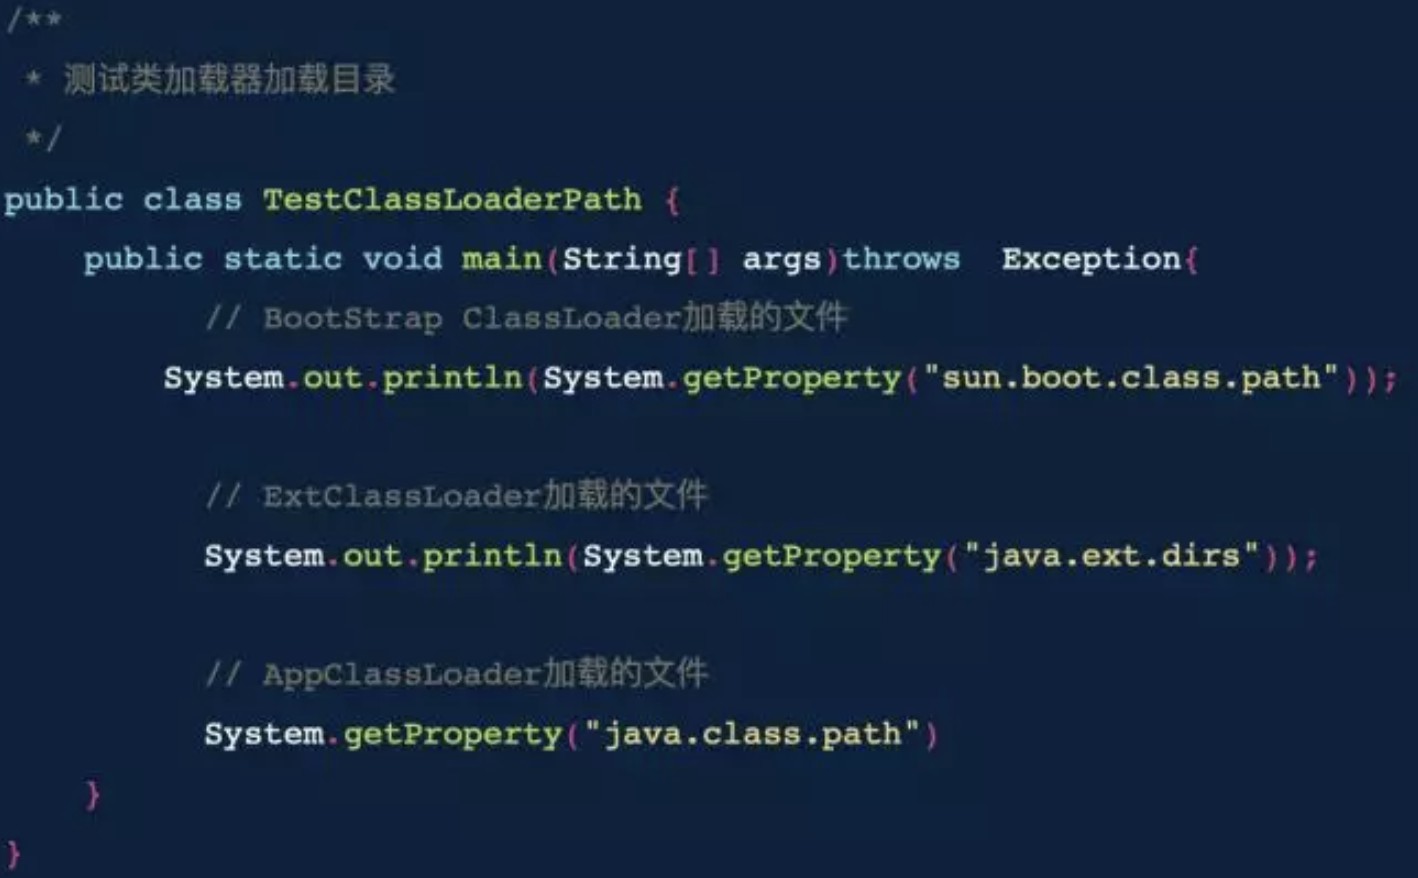 /**
 * 测试类加载器加载目录
 */
public class TestClassLoaderPath {
    public static void main(String[] args)throws  Exception{
          // BootStrap ClassLoader加载的文件
        System.out.println(System.getProperty("sun.boot.class.path"));
          // ExtClassLoader加载的文件
          System.out.println(System.getProperty("java.ext.dirs"));
          // AppClassLoader加载的文件
          System.getProperty("java.class.path")
    }
}